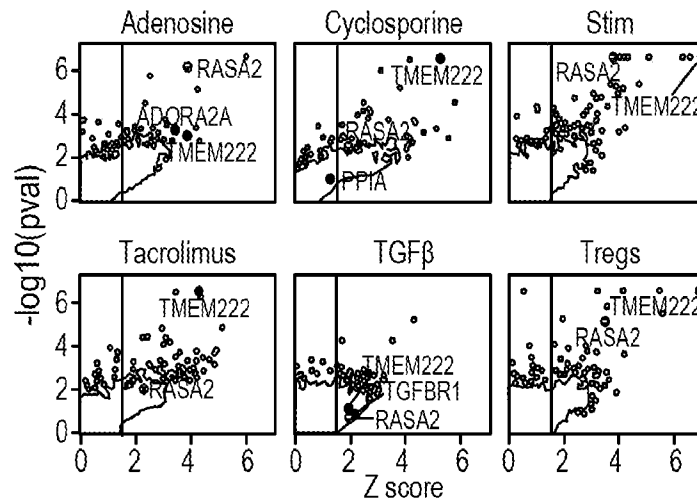 Adenosine Cyclosporine Stim
6 RASA2 TMEM222 RASA2
4 ADORA2A RASA2 TMEM222
2 TMEM222
0 PPIA
-log10(pval)
Tacrolimus TGFβ Tregs
6 TMEM222 TMEM222
4 RASA2
2 RASA2 TMEM222
TGFBR1
0 RASA2
0 2 4 6 0 2 4 6 0 2 4 6
Z score